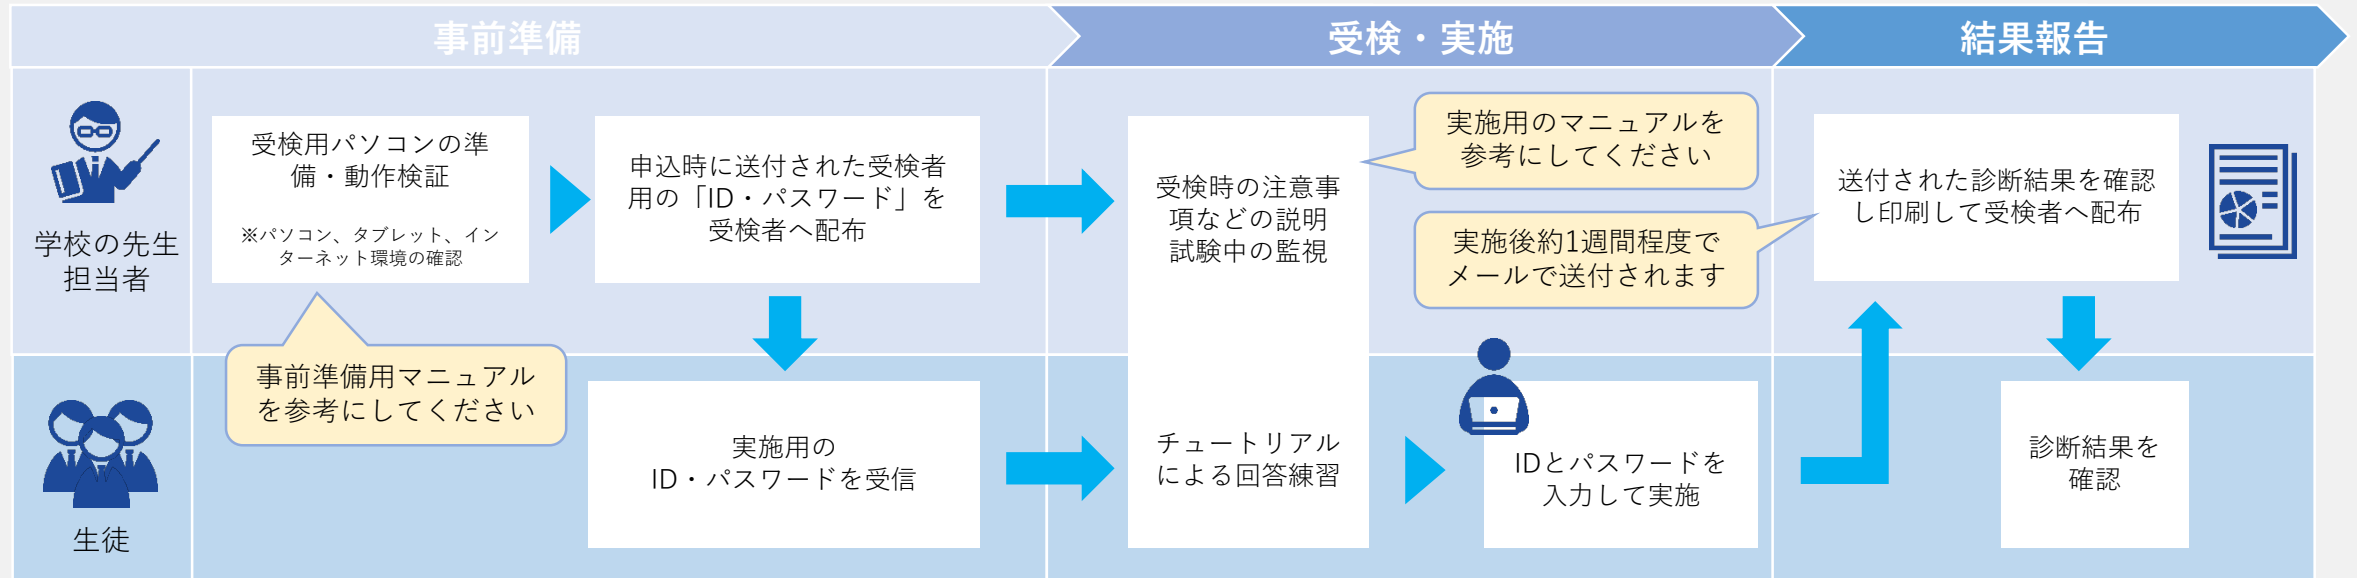 事前準備
受検・実施
結果報告
学校の先生
担当者
受検用パソコンの準
備・動作検証
※パソコン、タブレット、イン
ターネット環境の確認
申込時に送付された受検者
用の「ID・パスワード」を
受検者へ配布
受検時の注意事
項などの説明
試験中の監視
実施用のマニュアルを
参考にしてください
実施後約1週間程度で
メールで送付されます
送付された診断結果を確認
し印刷して受検者へ配布
事前準備用マニュアル
を参考にしてください
生徒
実施用の
ID・パスワードを受信
チュートリアル
による回答練習
IDとパスワードを
入力して実施
診断結果を
確認